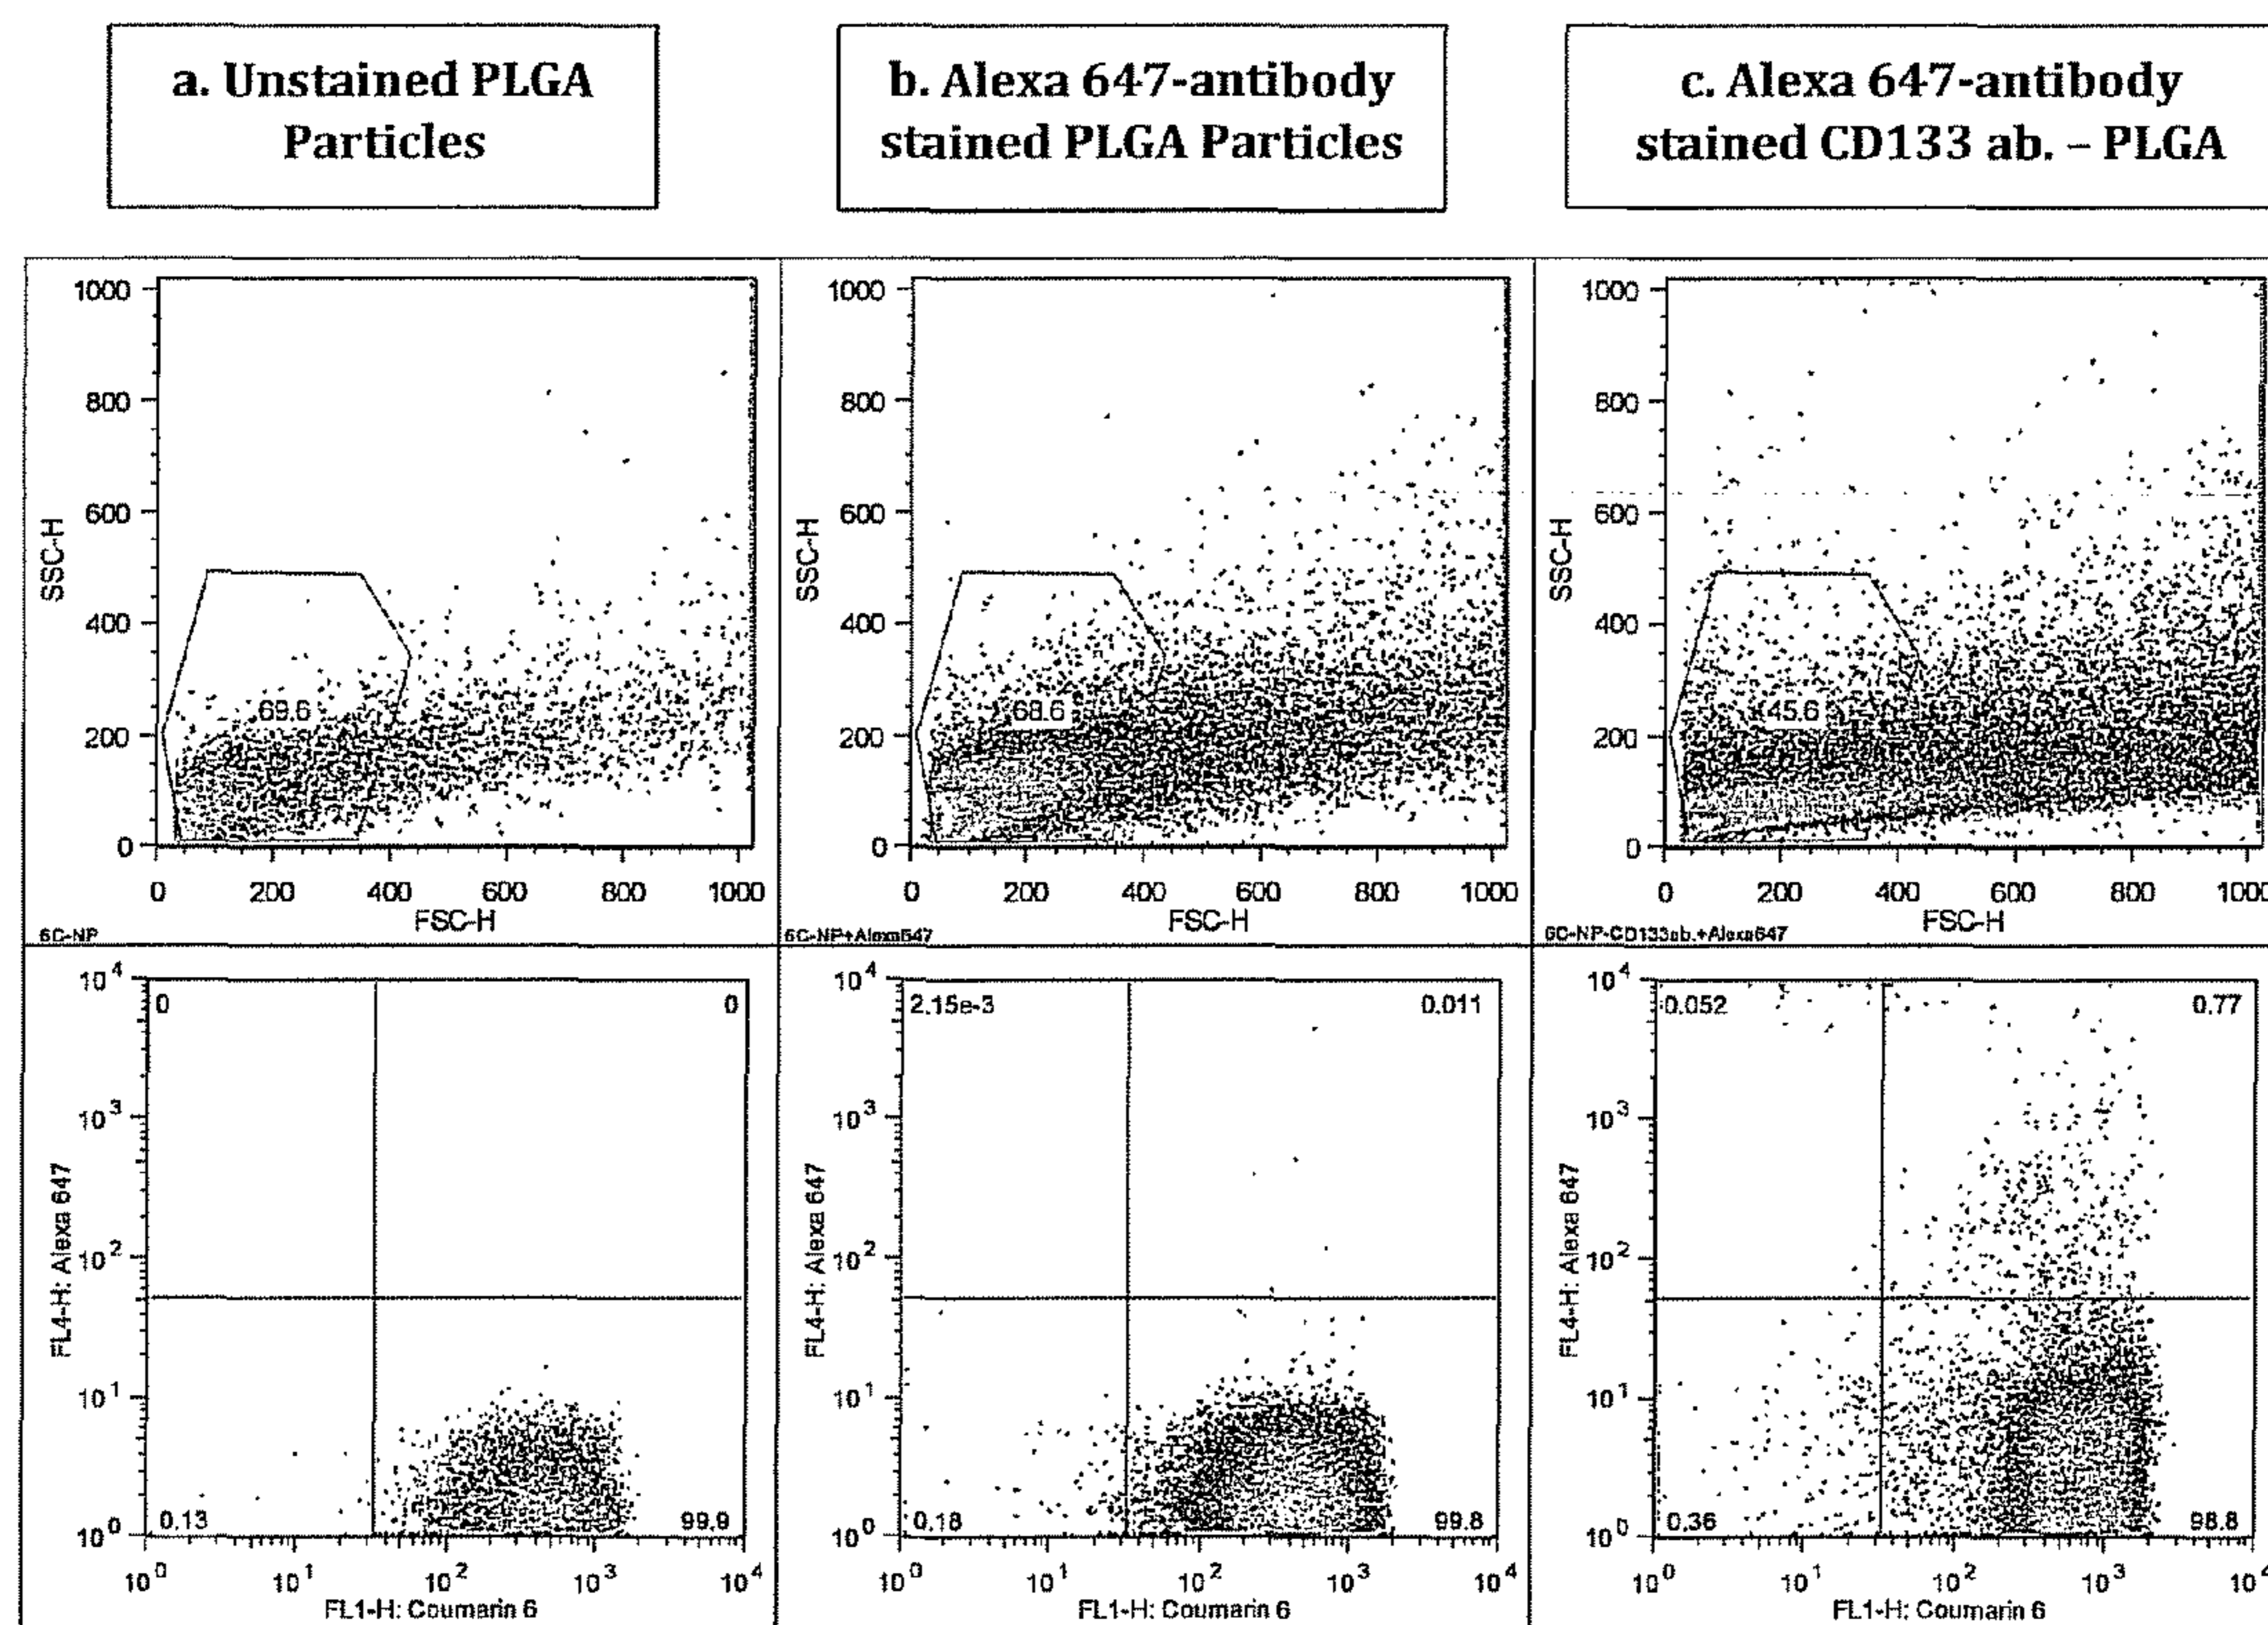 a. Unstained PLGA
Particles
b. Alexa 647-antibody
stained PLGA Particles
c. Alexa 647-antibody
stained CD133 ab. – PLGA
1000
800
600
400
200
0
SSC-H
69.6
0 200 400 600 800 1000
FSC-H
6C-NP
1000
800
600
400
200
0
SSC-H
68.6
0 200 400 600 800 1000
FSC-H
6C-NP+Alexa647
1000
800
600
400
200
0
SSC-H
45.6
0 200 400 600 800 1000
FSC-H
6C-NP-CD133ab.+Alexa647
10^4
10^3
10^2
10^1
10^0
FL4-H: Alexa 647
0 0
0.13 99.9
10^0 10^1 10^2 10^3 10^4
FL1-H: Coumarin 6
10^4
10^3
10^2
10^1
10^0
FL4-H: Alexa 647
2.15e-3 0.011
0.18 99.8
10^0 10^1 10^2 10^3 10^4
FL1-H: Coumarin 6
10^4
10^3
10^2
10^1
10^0
FL4-H: Alexa 647
0.052 0.77
0.36 98.8
10^0 10^1 10^2 10^3 10^4
FL1-H: Coumarin 6